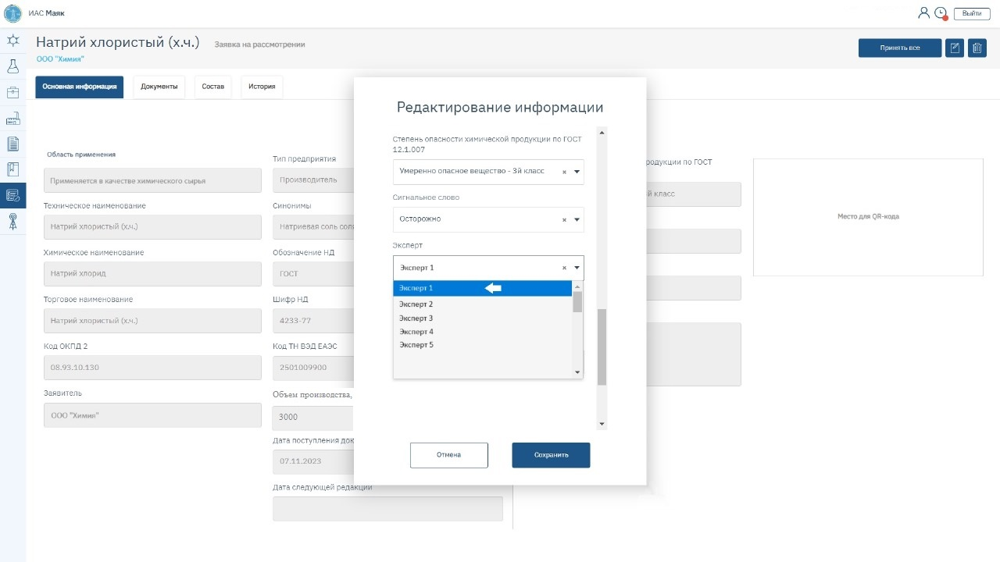 ИАС Маяк
Выйти
Натрий хлористый (х.ч.)
Заявка на рассмотрении
ООО "Химия"
Принять все
Основная информация
Документы
Состав
История
Область применения
Применяется в качестве химического сырья
Техническое наименование
Натрий хлористый (х.ч.)
Химическое наименование
Натрий хлорид
Торговое наименование
Натрий хлористый (х.ч.)
Код ОКПД 2
08.93.10.130
Заявитель
ООО "Химия"
Тип предприятия
Производитель
Синонимы
Натриевая соль
Обозначение НД
ГОСТ
Шифр НД
4233-77
Код ТН ВЭД ЕАЭС
2501009900
Объем производства,
3000
Дата поступления
07.11.2023
Дата следующей редакции
Редактирование информации
Степень опасности химической продукции по ГОСТ
12.1.007
Умеренно опасное вещество - 3й класс
Сигнальное слово
Осторожно
Эксперт
Эксперт 1
Эксперт 1
Эксперт 2
Эксперт 3
Эксперт 4
Эксперт 5
Отмена
Сохранить
по ГОСТ
класс
Место для QR-кода